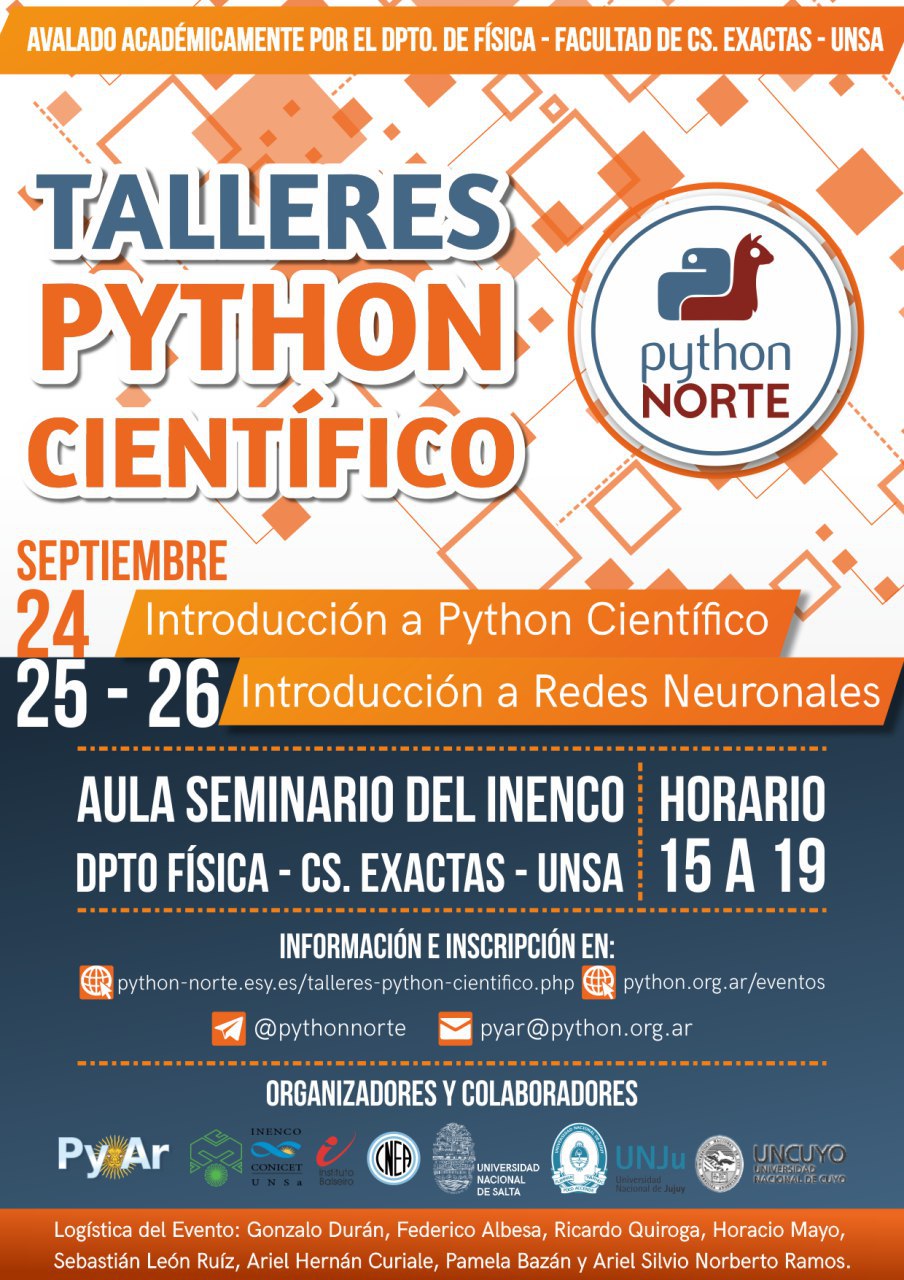 AVALADO ACADÉMICAMENTE POR EL DPTO. DE FÍSICA - FACULTAD DE CS. EXACTAS - UNSA
TALLERES
PYTHON
CIENTÍFICO
python
NORTE
SEPTIEMBRE
24 Introducción a Python Científico
25 - 26 Introducción a Redes Neuronales
AULA SEMINARIO DEL INENCO
DPTO FÍSICA - CS. EXACTAS - UNSA
HORARIO
15 A 19
INFORMACIÓN E INSCRIPCIÓN EN:
python-norte.esy.es/talleres-python-cientifico.php python.org.ar/eventos
@pythonnorte pyar@python.org.ar
ORGANIZADORES Y COLABORADORES
PyAr
INENCO
CONICET
UNSa
Instituto
Balseiro
CNEA
UNIVERSIDAD
NACIONAL
DE SALTA
UNJu
Universidad
Nacional de Jujuy
UNCUYO
UNIVERSIDAD
NACIONAL DE CUYO
Logística del Evento: Gonzalo Durán, Federico Albesa, Ricardo Quiroga, Horacio Mayo,
Sebastián León Ruíz, Ariel Hernán Curiale, Pamela Bazán y Ariel Silvio Norberto Ramos.